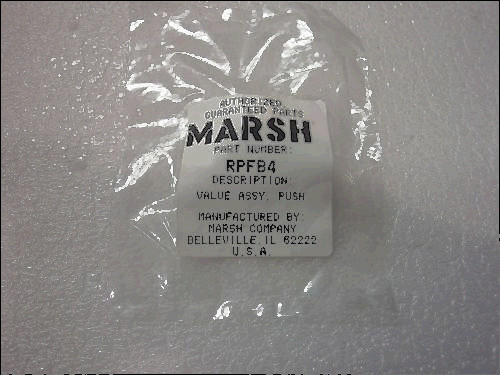 AUTHORIZED
GUARANTEED PARTS
MARSH
PART NUMBER:
RPFB4
DESCRIPTION:
VALUE ASSY, PUSH
MANUFACTURED BY:
MARSH COMPANY
BELLEVILLE, IL 62222
U.S.A.